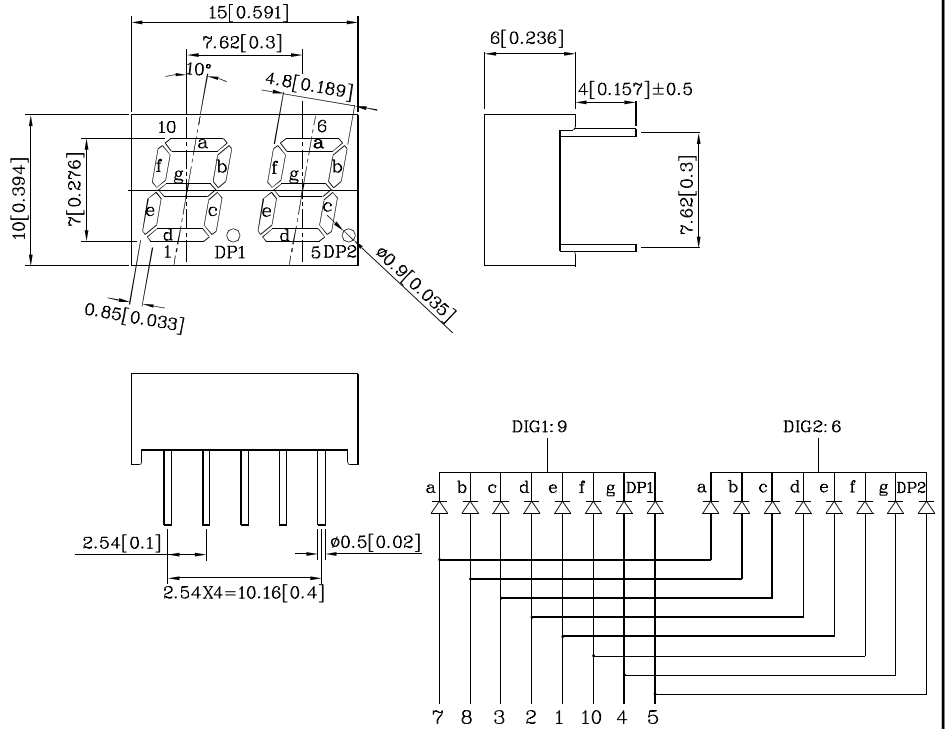 15[0.591]
7.62[0.3]
10°
4.8[0.189]
10 6
a a
f b f b
g g
e c e c
d d
1 DP1 5 DP2
10[0.394]
7[0.276]
0.85[0.033]
ø0.9[0.035]
6[0.236]
4[0.157]±0.5
7.62[0.3]
2.54[0.1]
ø0.5[0.02]
2.54X4=10.16[0.4]
DIG1:9 DIG2:6
a b c d e f g DP1 a b c d e f g DP2
7 8 3 2 1 10 4 5